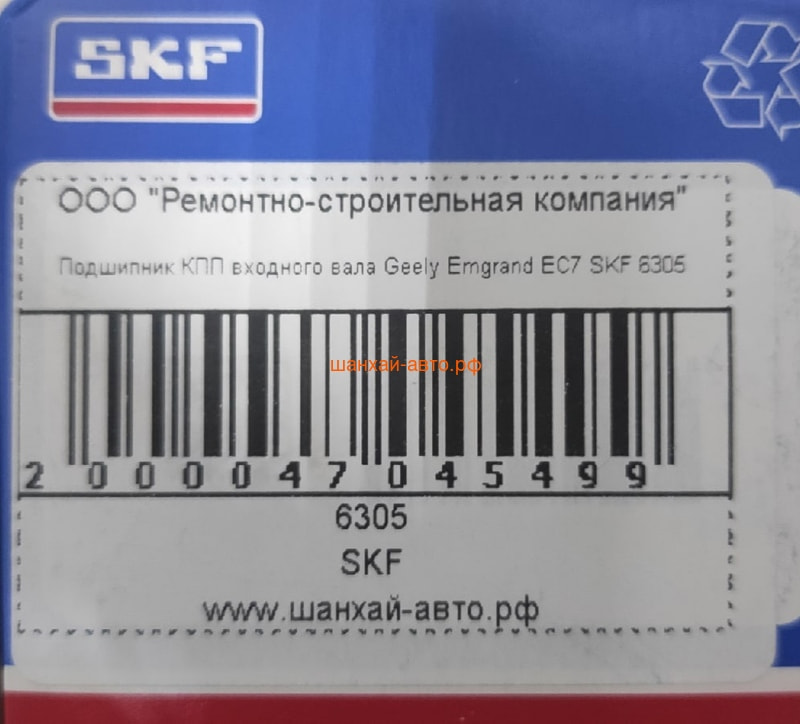 SKF
ООО "Ремонтно-строительная компания"
Подшипник КПП входного вала Geely Emgrand EC7 SKF 6305
шанхай-авто.рф
2000047045499
6305
SKF
www.шанхай-авто.рф